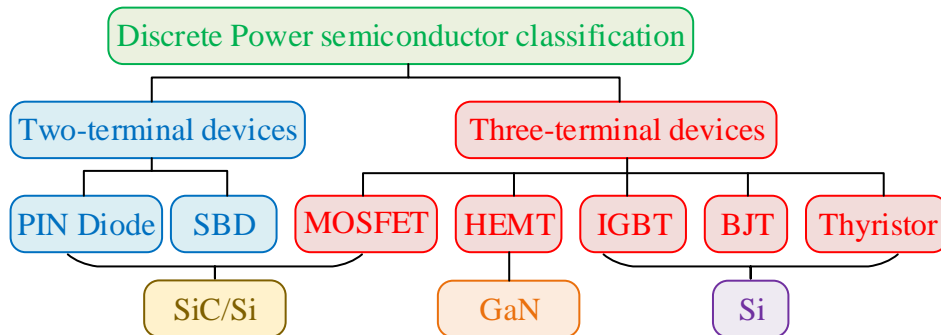 Discrete Power semiconductor classification
Two-terminal devices
Three-terminal devices
PIN Diode
SBD
MOSFET
HEMT
IGBT
BJT
Thyristor
SiC/Si
GaN
Si